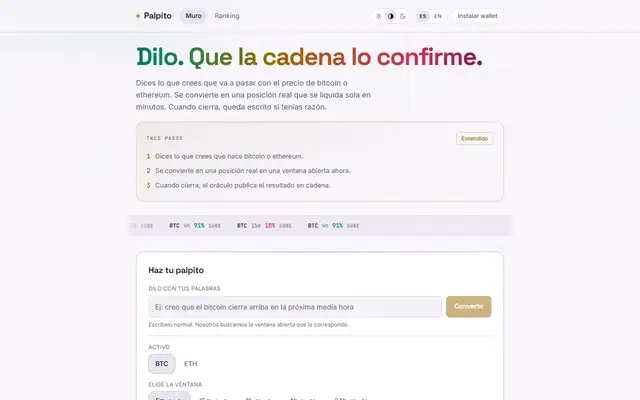 Palpito
Muro
Ranking
ES
EN
Instalar wallet
Dilo. Que la cadena lo confirme.
Dices lo que crees que va a pasar con el precio de bitcoin o
ethereum. Se convierte en una posición real que se liquida sola en
minutos. Cuando cierra, queda escrito si tenías razón.
TRES PASOS
Entendido
1 Dices lo que crees que hace bitcoin o ethereum.
2 Se convierte en una posición real en una ventana abierta ahora.
3 Cuando cierra, el oráculo publica el resultado en cadena.
SUBE BTC 4h 91% SUBE BTC 15m 18% SUBE BTC 4h 91% SUBE
Haz tu palpito
DILO CON TUS PALABRAS
Ej: creo que el bitcoin cierra arriba en la próxima media hora
Convertir
Escríbelo normal. Nosotros buscamos la ventana abierta que le corresponde.
ACTIVO
BTC
ETH
ELIGE LA VENTANA